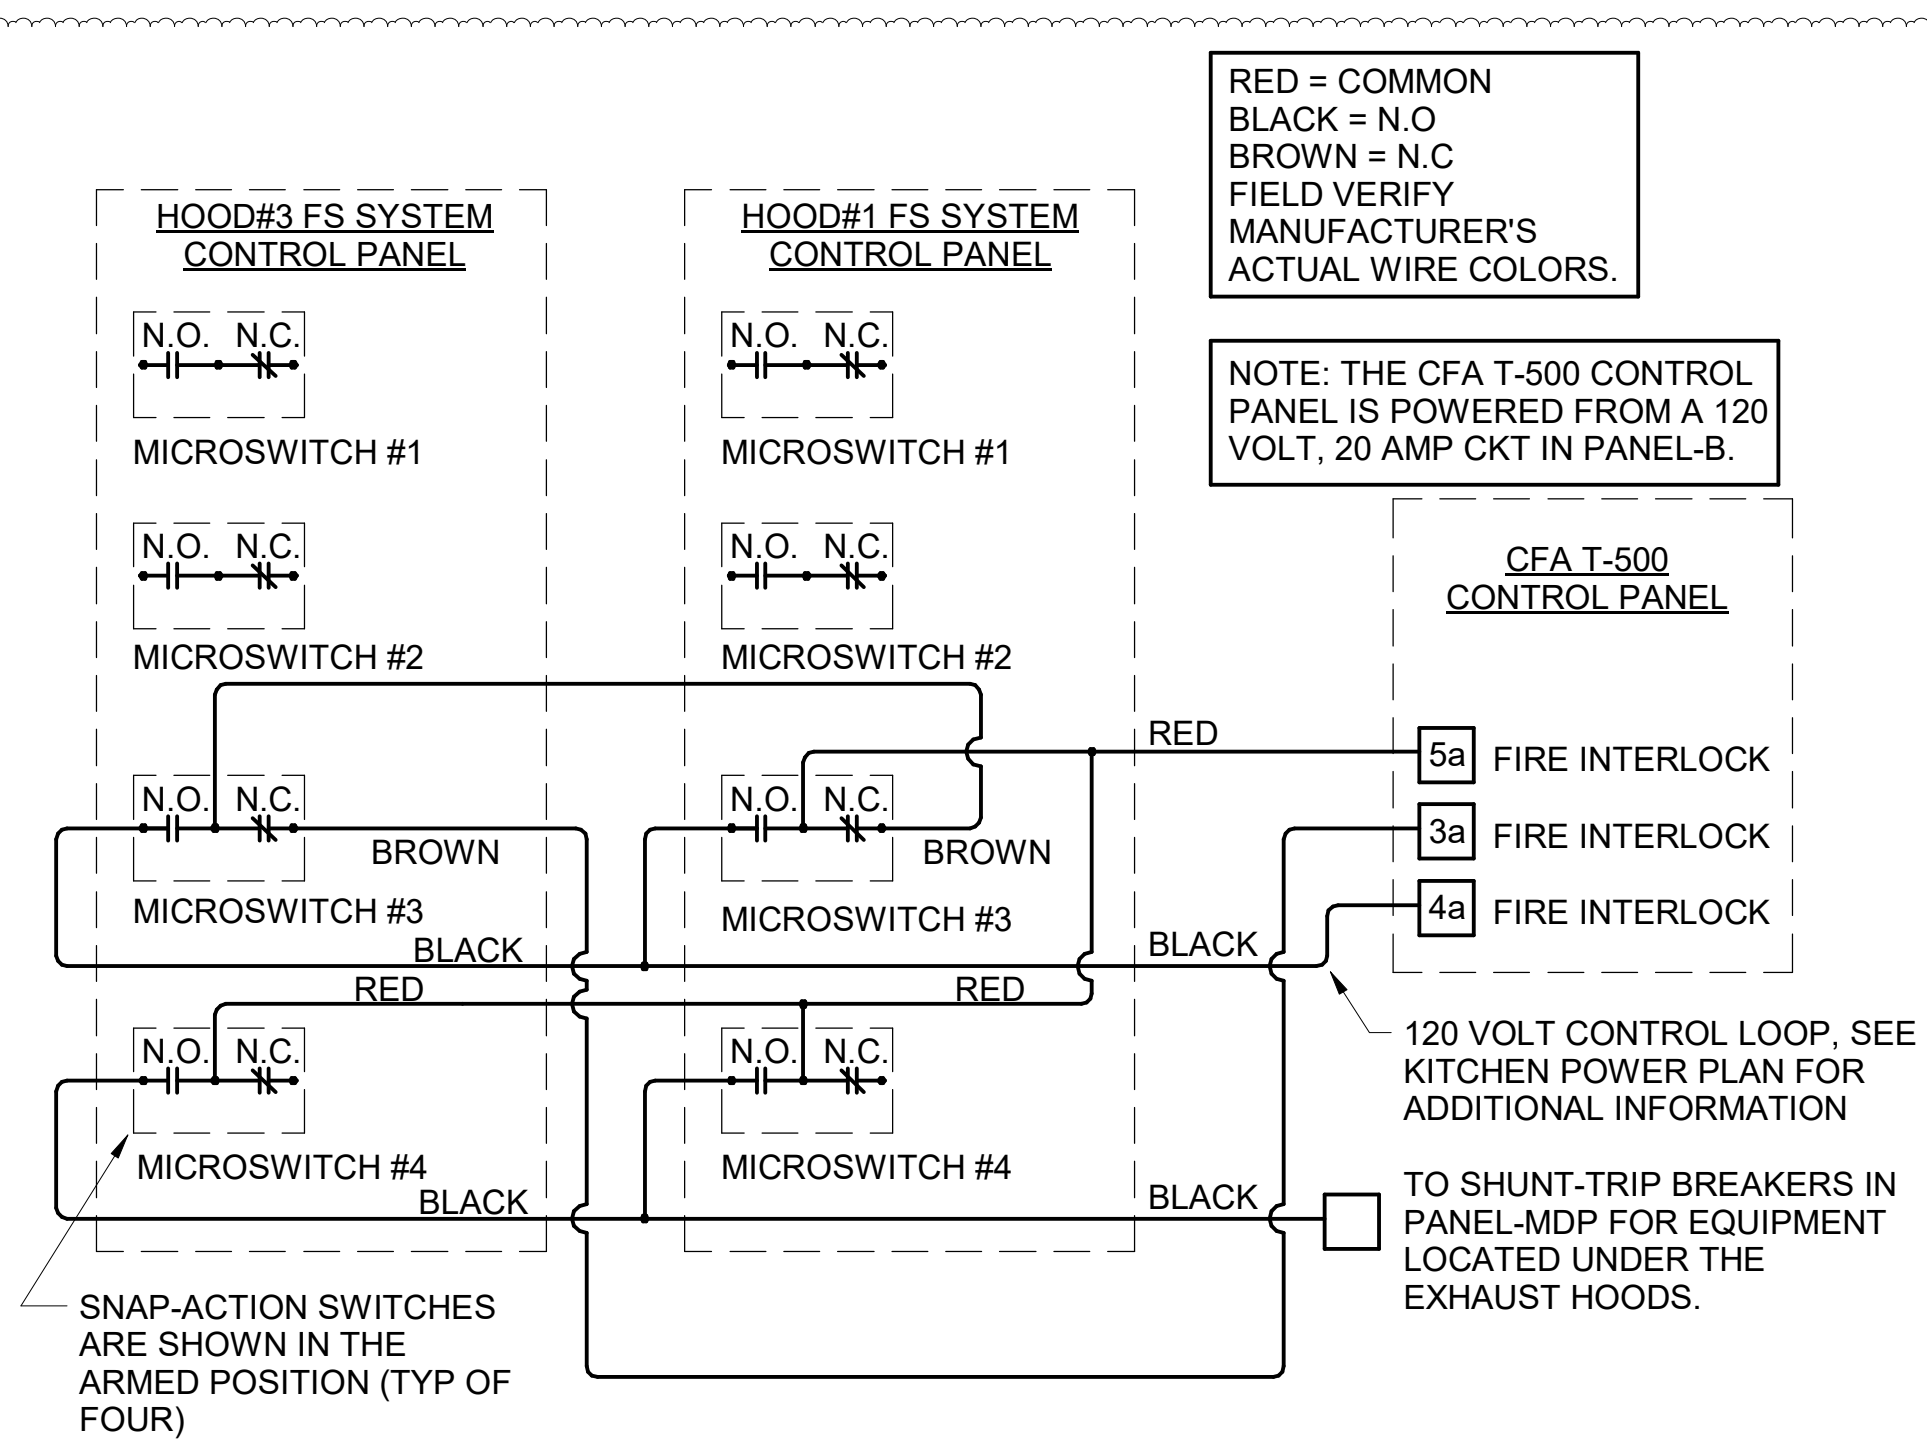 RED = COMMON
BLACK = N.O
BROWN = N.C
FIELD VERIFY
MANUFACTURER'S
ACTUAL WIRE COLORS.
HOOD#3 FS SYSTEM
CONTROL PANEL
HOOD#1 FS SYSTEM
CONTROL PANEL
N.O. N.C.
MICROSWITCH #1
N.O. N.C.
MICROSWITCH #1
NOTE: THE CFA T-500 CONTROL
PANEL IS POWERED FROM A 120
VOLT, 20 AMP CKT IN PANEL-B.
N.O. N.C.
MICROSWITCH #2
N.O. N.C.
MICROSWITCH #2
CFA T-500
CONTROL PANEL
RED
5a FIRE INTERLOCK
3a FIRE INTERLOCK
4a FIRE INTERLOCK
N.O. N.C.
BROWN
MICROSWITCH #3
N.O. N.C.
BROWN
MICROSWITCH #3
BLACK
BLACK
RED
RED
N.O. N.C.
MICROSWITCH #4
N.O. N.C.
MICROSWITCH #4
BLACK
BLACK
120 VOLT CONTROL LOOP, SEE
KITCHEN POWER PLAN FOR
ADDITIONAL INFORMATION
TO SHUNT-TRIP BREAKERS IN
PANEL-MDP FOR EQUIPMENT
LOCATED UNDER THE
EXHAUST HOODS.
SNAP-ACTION SWITCHES
ARE SHOWN IN THE
ARMED POSITION (TYP OF
FOUR)